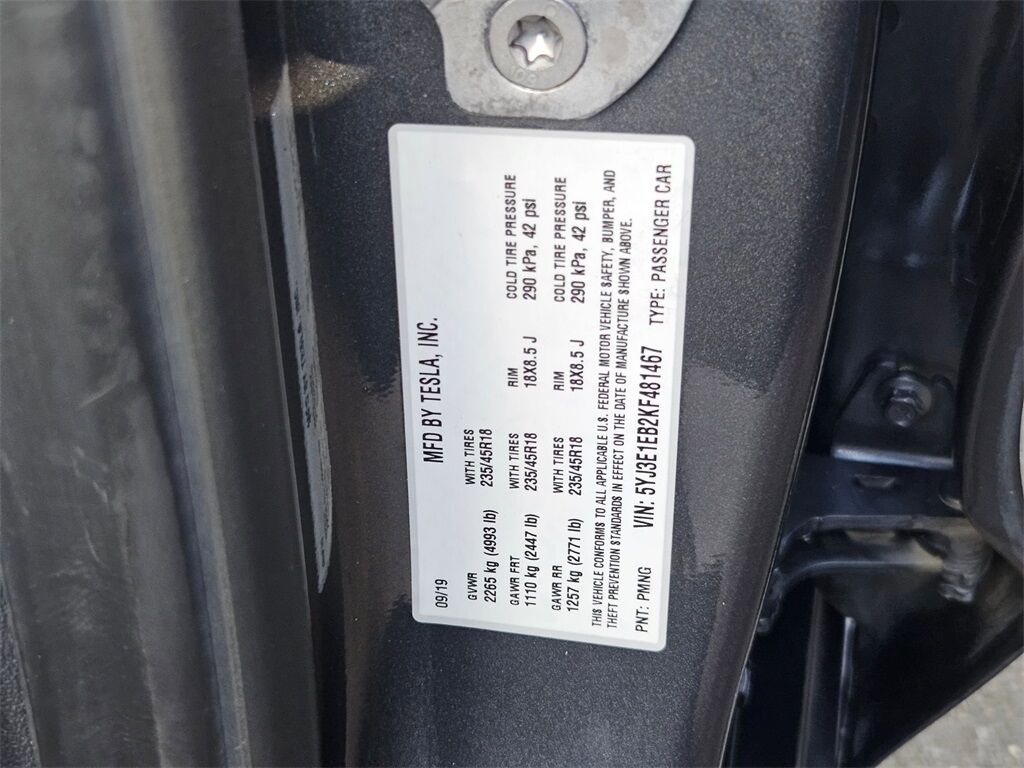 09/19 MFD BY TESLA, INC.
GVWR WITH TIRES
2265 kg (4993 lb) 235/45R18
GAWR FRT WITH TIRES RIM COLD TIRE PRESSURE
1110 kg (2447 lb) 235/45R18 18X8.5 J 290 kPa, 42 psi
GAWR RR WITH TIRES RIM COLD TIRE PRESSURE
1257 kg (2771 lb) 235/45R18 18X8.5 J 290 kPa, 42 psi
THIS VEHICLE CONFORMS TO ALL APPLICABLE U.S. FEDERAL MOTOR VEHICLE SAFETY, BUMPER, AND
THEFT PREVENTION STANDARDS IN EFFECT ON THE DATE OF MANUFACTURE SHOWN ABOVE.
PNT: PMNG VIN: 5YJ3E1EB2KF481467 TYPE: PASSENGER CAR